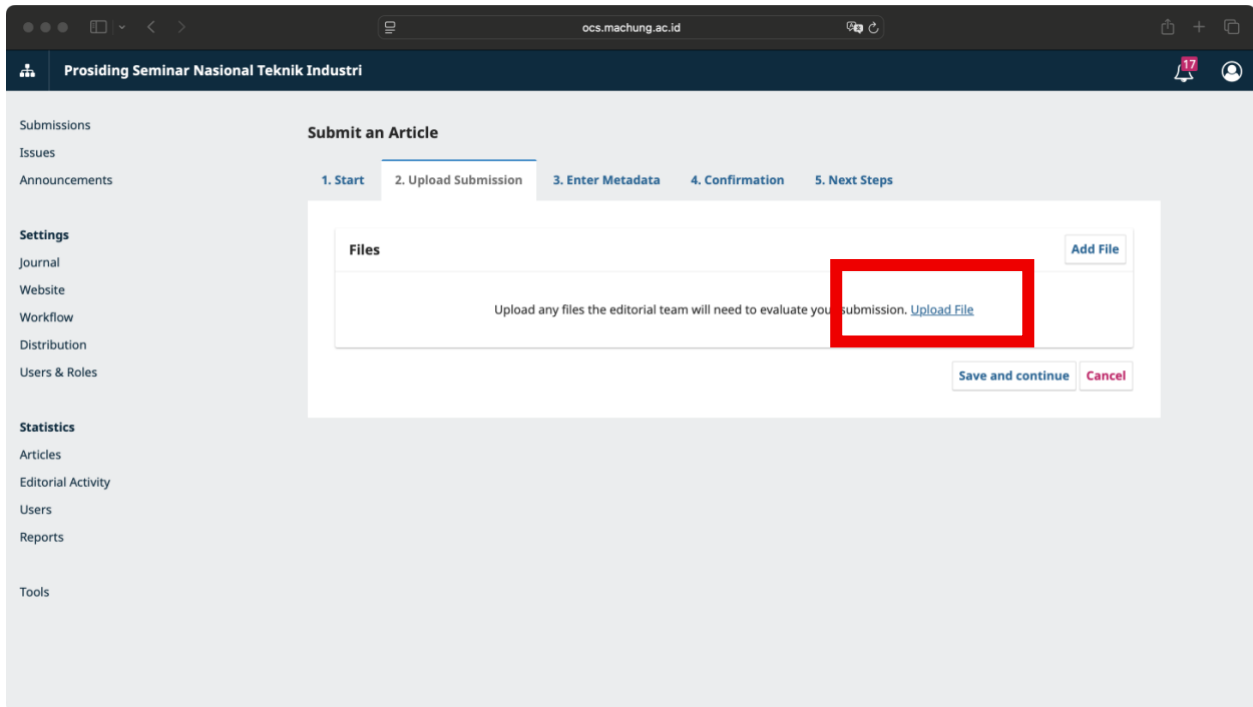 ocs.machung.ac.id
Prosiding Seminar Nasional Teknik Industri
17
Submissions
Issues
Announcements
Settings
Journal
Website
Workflow
Distribution
Users & Roles
Statistics
Articles
Editorial Activity
Users
Reports
Tools
Submit an Article
1. Start 2. Upload Submission 3. Enter Metadata 4. Confirmation 5. Next Steps
Files Add File
Upload any files the editorial team will need to evaluate your submission. Upload File
Save and continue Cancel